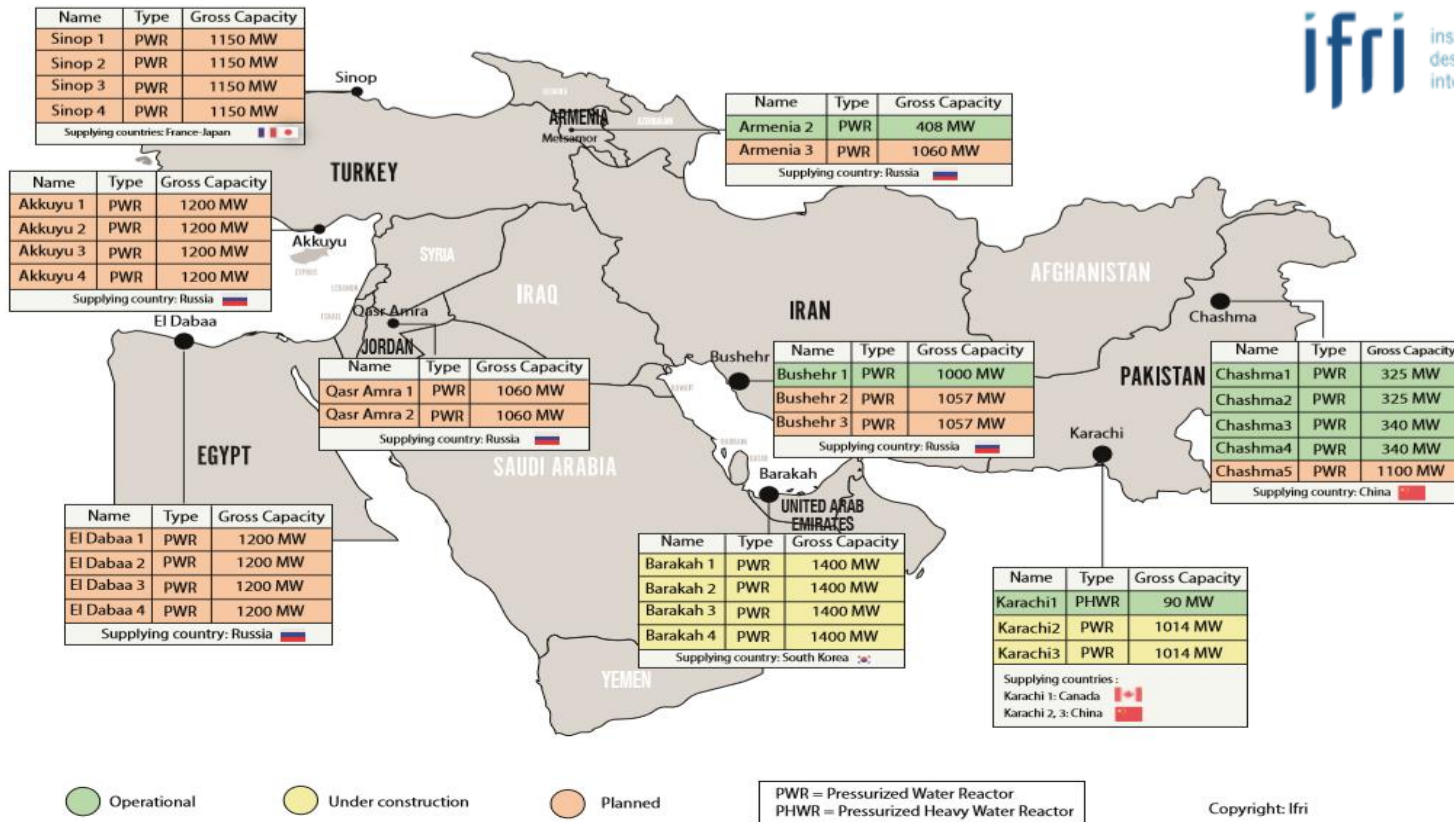 Name Type Gross Capacity
Sinop 1 PWR 1150 MW
Sinop 2 PWR 1150 MW
Sinop 3 PWR 1150 MW
Sinop 4 PWR 1150 MW
Supplying countries: France-Japan
ifri
Sinop
ARMENIA
Metsamor
Name Type Gross Capacity
Armenia 2 PWR 408 MW
Armenia 3 PWR 1060 MW
Supplying country: Russia
TURKEY
Name Type Gross Capacity
Akkuyu 1 PWR 1200 MW
Akkuyu 2 PWR 1200 MW
Akkuyu 3 PWR 1200 MW
Akkuyu 4 PWR 1200 MW
Supplying country: Russia
Akkuyu
CYPRUS
SYRIA
LEBANON
ISRAEL
IRAQ
IRAN
AFGHANISTAN
El Dabaa
Qasr Amra
JORDAN
Name Type Gross Capacity
Qasr Amra 1 PWR 1060 MW
Qasr Amra 2 PWR 1060 MW
Supplying country: Russia
Bushehr
KUWAIT
Name Type Gross Capacity
Bushehr 1 PWR 1000 MW
Bushehr 2 PWR 1057 MW
Bushehr 3 PWR 1057 MW
Supplying country: Russia
Chashma
PAKISTAN
Name Type Gross Capacity
Chashma1 PWR 325 MW
Chashma2 PWR 325 MW
Chashma3 PWR 340 MW
Chashma4 PWR 340 MW
Chashma5 PWR 1100 MW
Supplying country: China
Karachi
EGYPT
SAUDI ARABIA
BAHRAIN
QATAR
Barakah
UNITED ARAB
EMIRATES
Name Type Gross Capacity
El Dabaa 1 PWR 1200 MW
El Dabaa 2 PWR 1200 MW
El Dabaa 3 PWR 1200 MW
El Dabaa 4 PWR 1200 MW
Supplying country: Russia
Name Type Gross Capacity
Barakah 1 PWR 1400 MW
Barakah 2 PWR 1400 MW
Barakah 3 PWR 1400 MW
Barakah 4 PWR 1400 MW
Supplying country: South Korea
Name Type Gross Capacity
Karachi1 PHWR 90 MW
Karachi2 PWR 1014 MW
Karachi3 PWR 1014 MW
Supplying countries :
Karachi 1: Canada
Karachi 2, 3: China
YEMEN
Operational
Under construction
Planned
PWR = Pressurized Water Reactor
PHWR = Pressurized Heavy Water Reactor
Copyright: Ifri